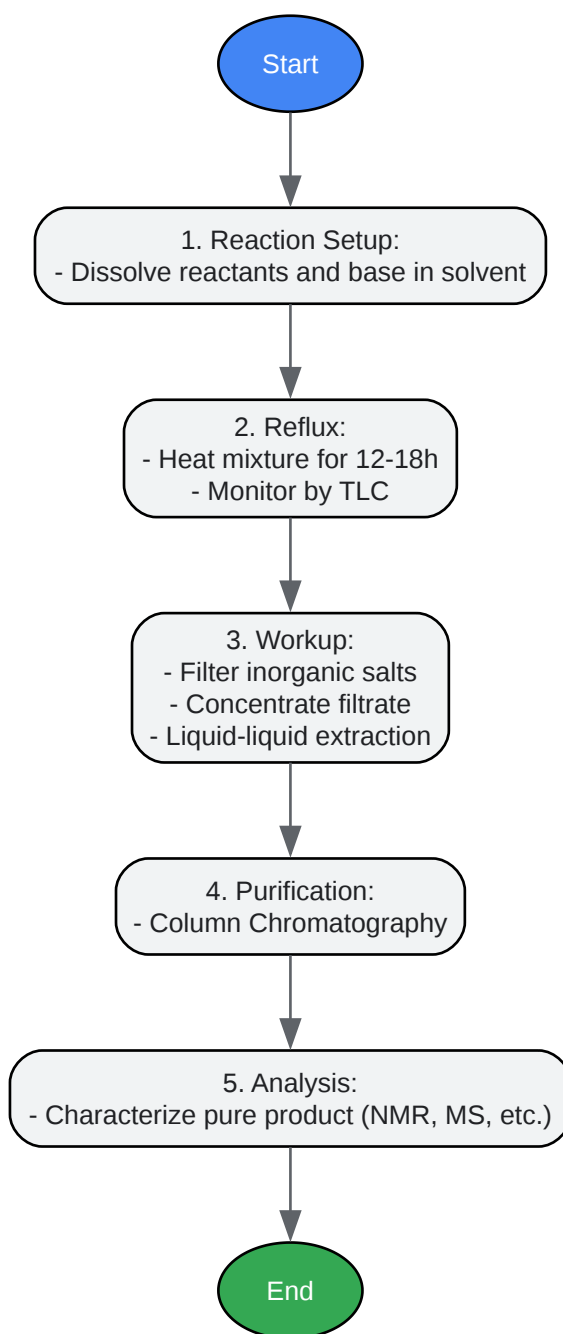 Start
1. Reaction Setup:
- Dissolve reactants and base in solvent
2. Reflux:
- Heat mixture for 12-18h
- Monitor by TLC
3. Workup:
- Filter inorganic salts
- Concentrate filtrate
- Liquid-liquid extraction
4. Purification:
- Column Chromatography
5. Analysis:
- Characterize pure product (NMR, MS, etc.)
End